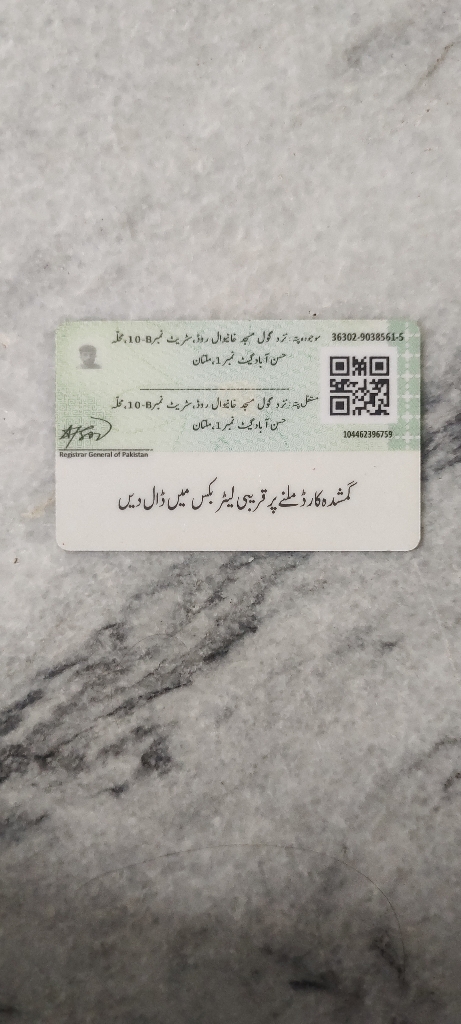 موجودہ پتہ: نزد گول مسجد خانیوال روڈ، سٹریٹ نمبر 10-B، محلّہ
حسن آباد گیٹ نمبر 1، ملتان
36302-9038561-5
مستقل پتہ: نزد گول مسجد خانیوال روڈ، سٹریٹ نمبر 10-B، محلّہ
حسن آباد گیٹ نمبر 1، ملتان
104462396759
Registrar General of Pakistan
گمشدہ کارڈ ملنے پر قریبی لیٹر بکس میں ڈال دیں